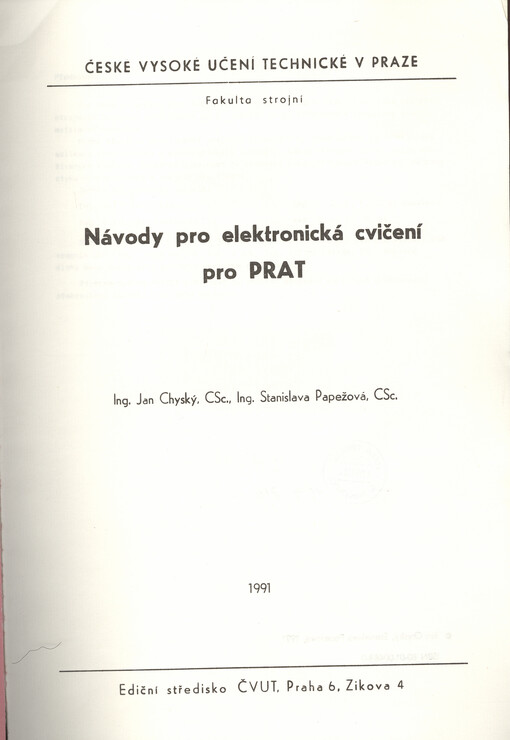 ČESKE VYSOKÉ UČENÍ TECHNICKÉ V PRAZE
Fakulta strojní
Návody pro elektronická cvičení
pro PRAT
Ing. Jan Chyský, CSc., Ing. Stanislava Papežová, CSc.
1991
Ediční středisko ČVUT, Praha 6, Zikova 4